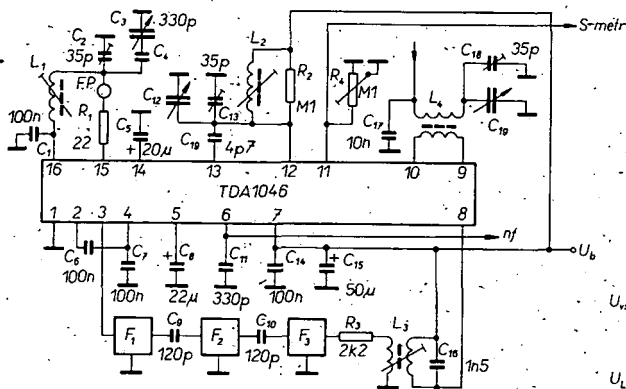 C3 330p
C2
35p
C4
L1
F.P.
R1
22
100n
C1
C5
+ 20µ
C12
35p
C13
C19
4p7
L2
R2
M1
R4
M1
S-metr
C17
10n
L4
C18 35p
C19
16 15 14 13 12 11 10 9
TDA1046
1 2 3 4 5 6 7 8
C6
100n
C7
100n
+ C8
22µ
C11
330p
C14
100n
+ C15
50µ
nf
Ub
F1
C9
120p
F2
C10
120p
F3
R3
2k2
L3
C16
1n5